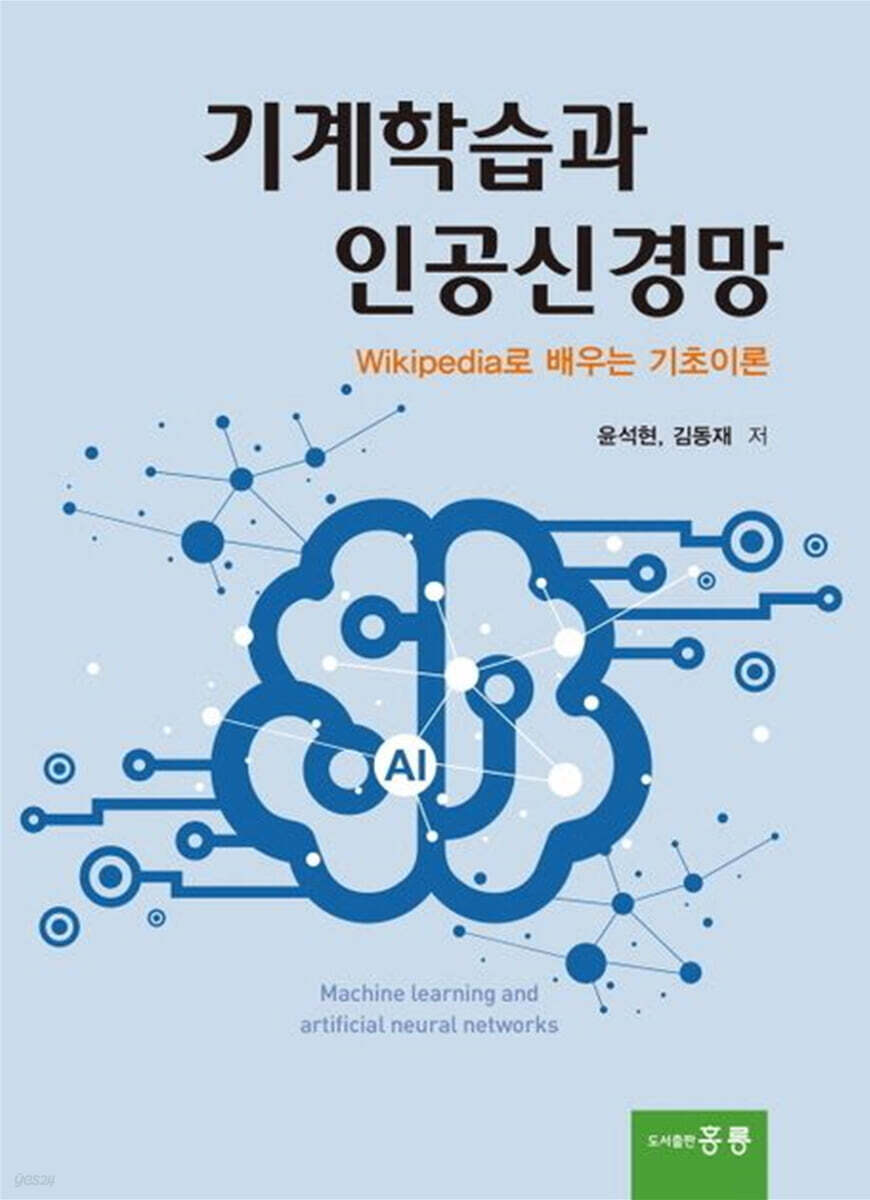 기계학습과
인공신경망
Wikipedia로 배우는 기초이론
윤석현, 김동재 저
AI
Machine learning and
artificial neural networks
도서출판 홍릉
yes24